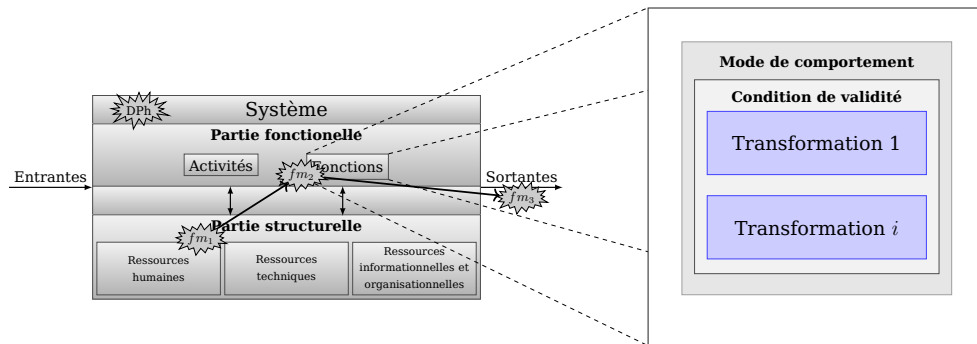 DPh
Système
Partie fonctionelle
Activités
Fonctions
fm₂
Entrantes
Sortantes
fm₃
Partie structurelle
fm₁
Ressources
humaines
Ressources
techniques
Ressources
informationnelles et
organisationnelles
Mode de comportement
Condition de validité
Transformation 1
Transformation i